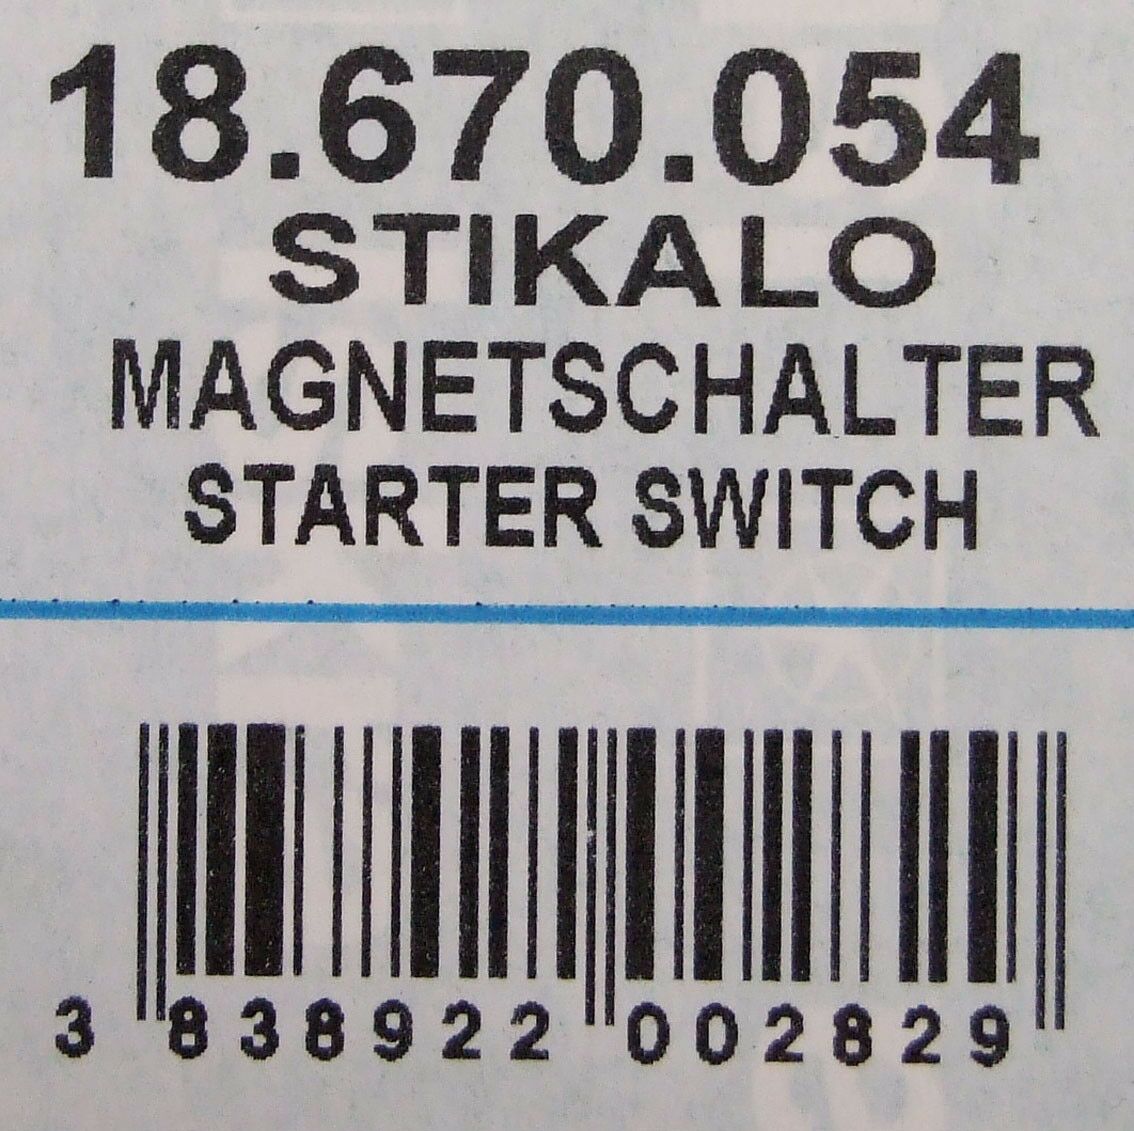 18.670.054
STIKALO
MAGNETSCHALTER
STARTER SWITCH
3 838922 002829